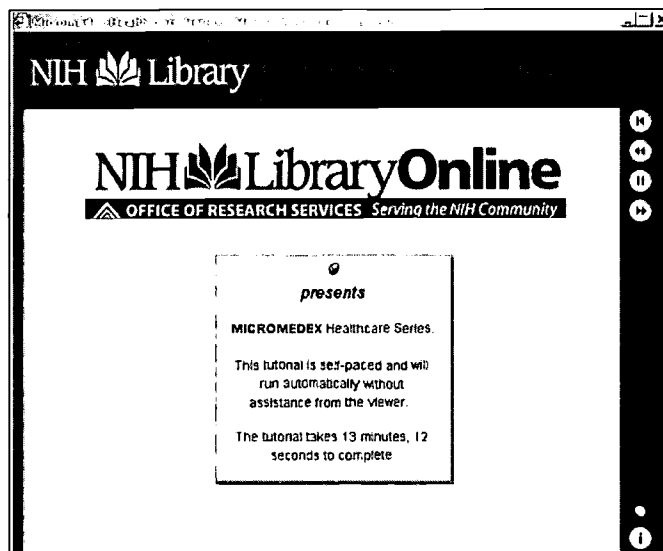 NIH Library
NIH LibraryOnline
OFFICE OF RESEARCH SERVICES Serving the NIH Community
presents
MICROMEDEX Healthcare Series.
This tutorial is self-paced and will
run automatically without
assistance from the viewer.
The tutorial takes 13 minutes, 12
seconds to complete